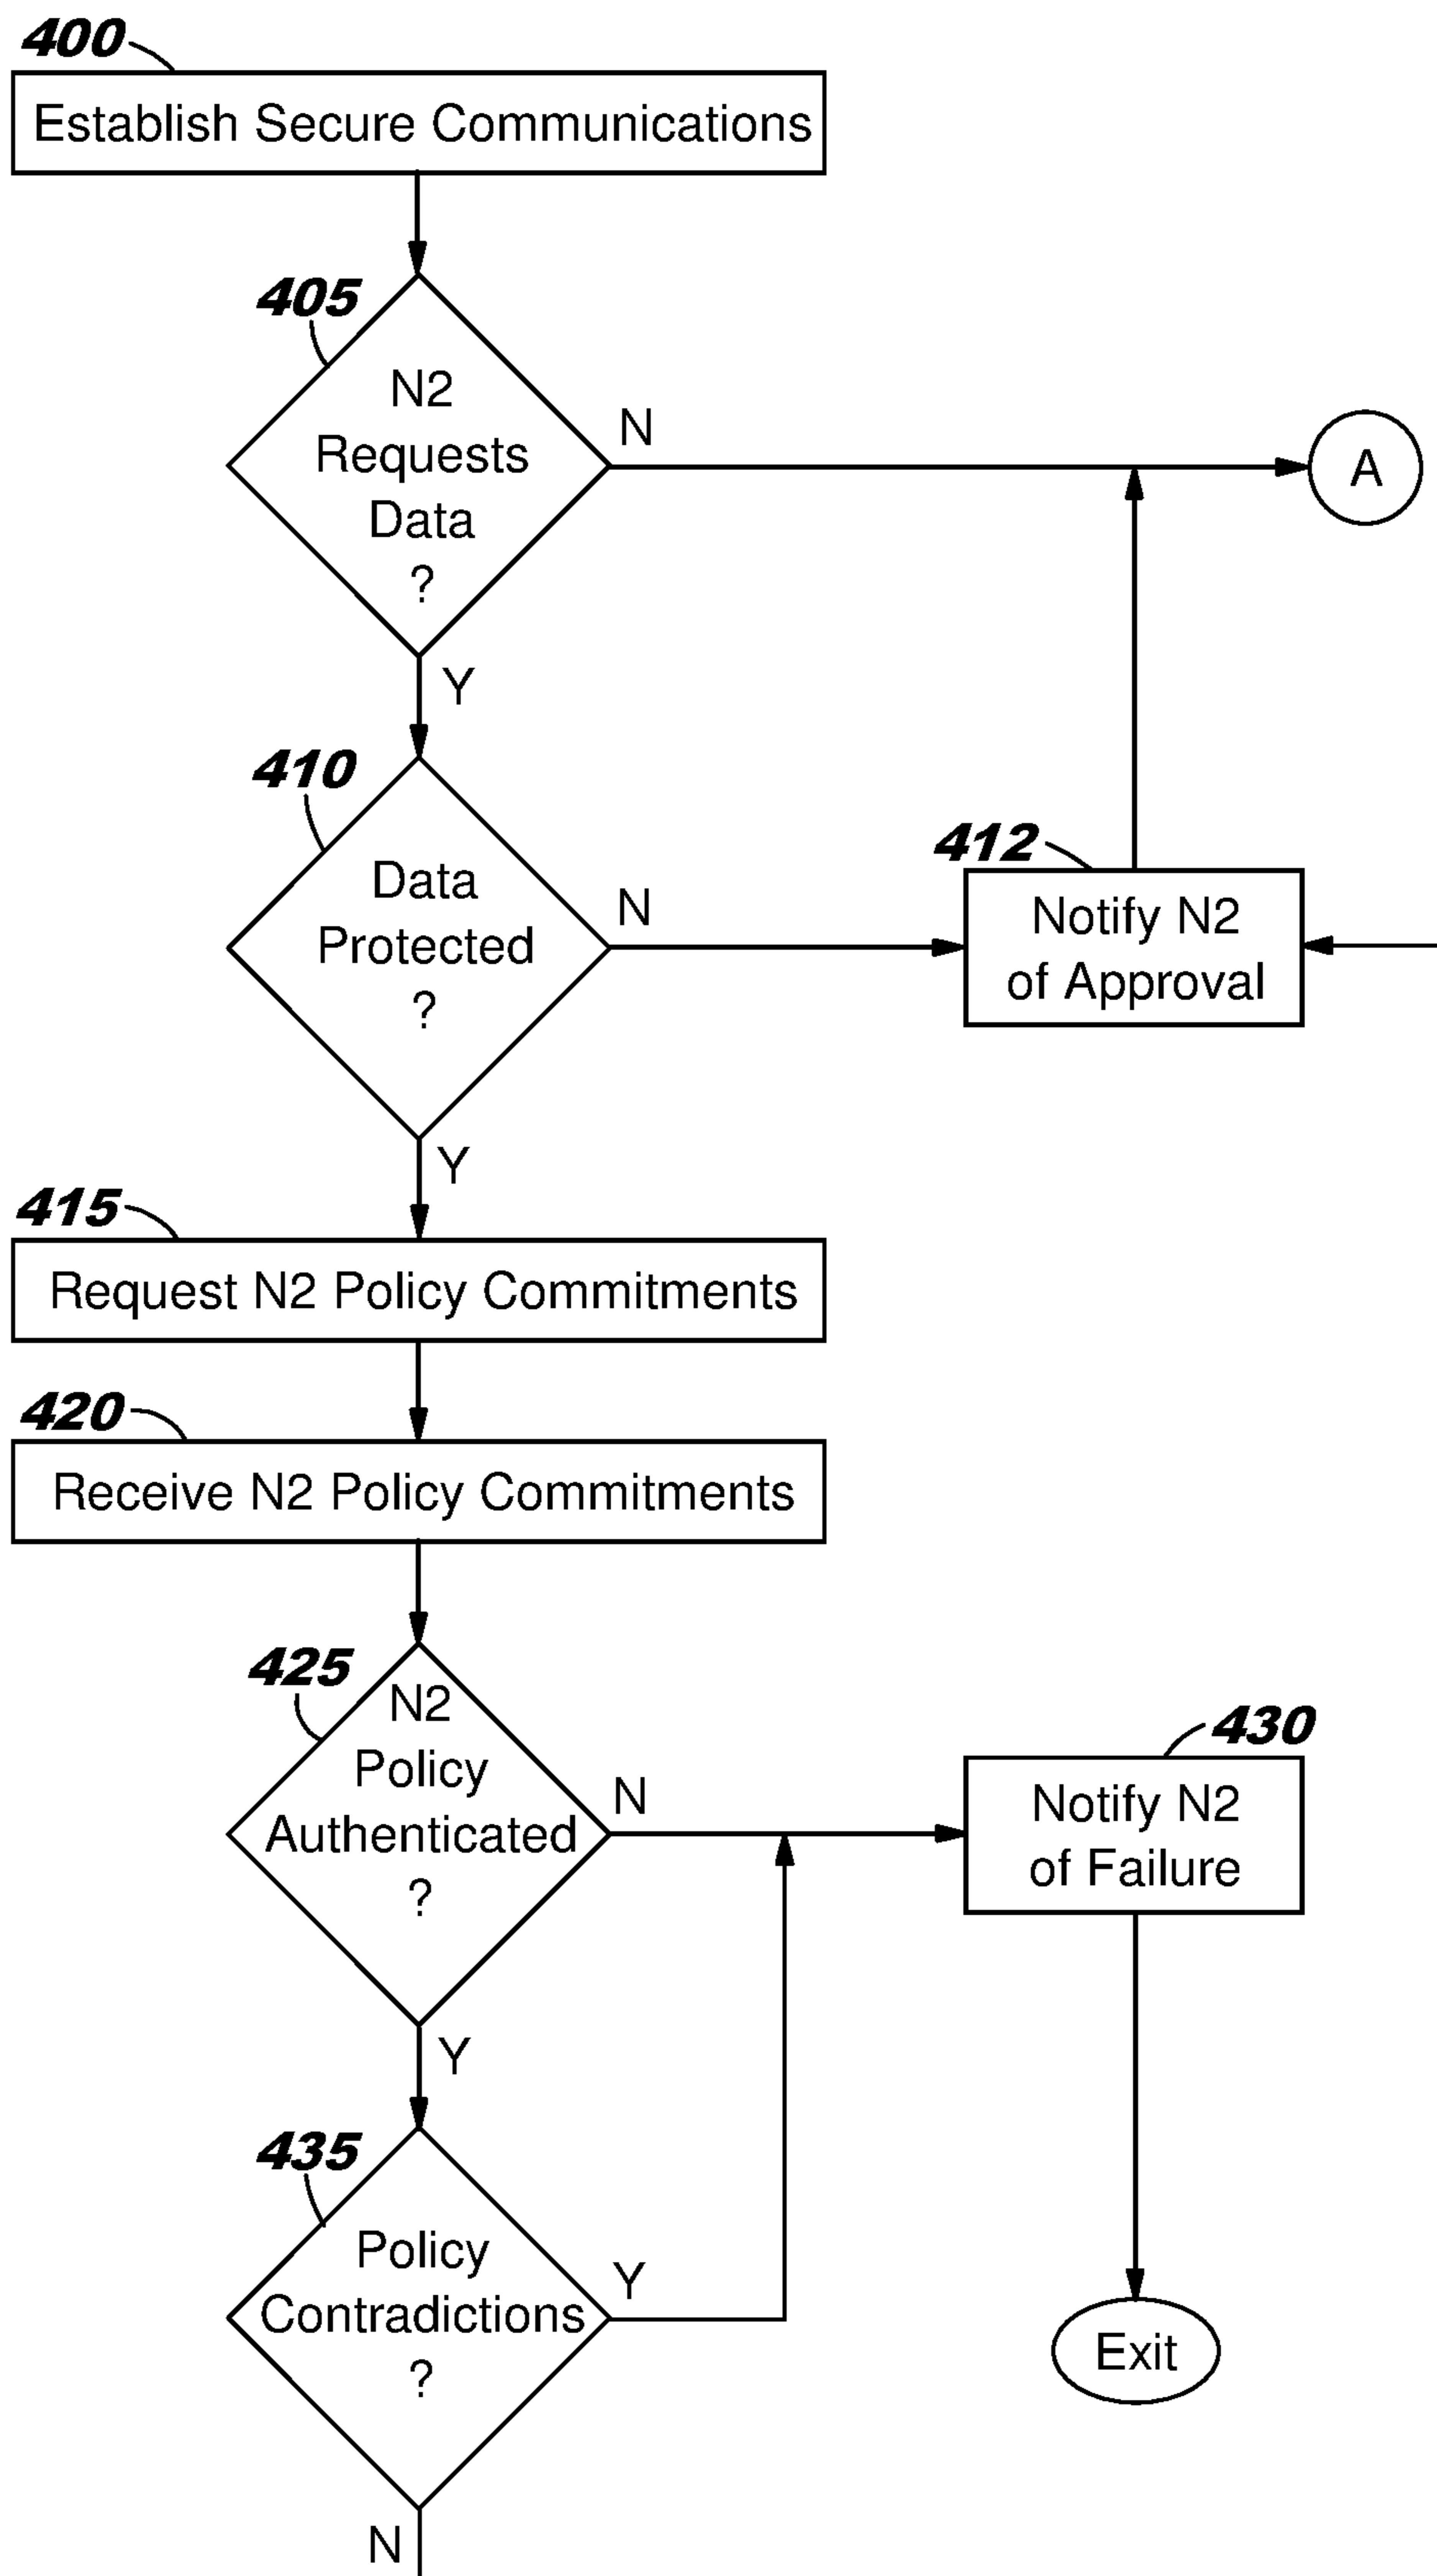 400
Establish Secure Communications
405
N2
Requests
Data
?
N
A
Y
410
Data
Protected
?
N
412
Notify N2
of Approval
Y
415
Request N2 Policy Commitments
420
Receive N2 Policy Commitments
425
N2
Policy
Authenticated
?
N
430
Notify N2
of Failure
Y
435
Policy
Contradictions
?
Y
Exit
N